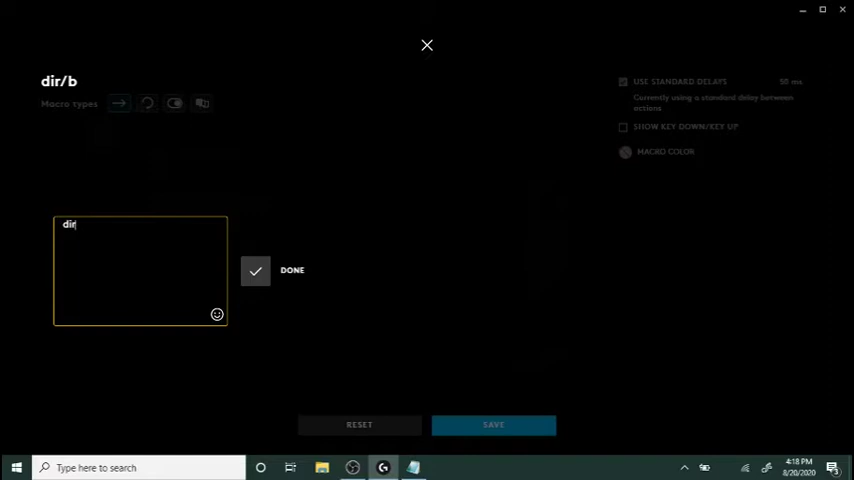 dir/b
Macro types
USE STANDARD DELAYS 50 ms
Currently using a standard delay between
actions
SHOW KEY DOWN/KEY UP
MACRO COLOR
dir
DONE
RESET
SAVE
Type here to search
4:18 PM
8/20/2020
3